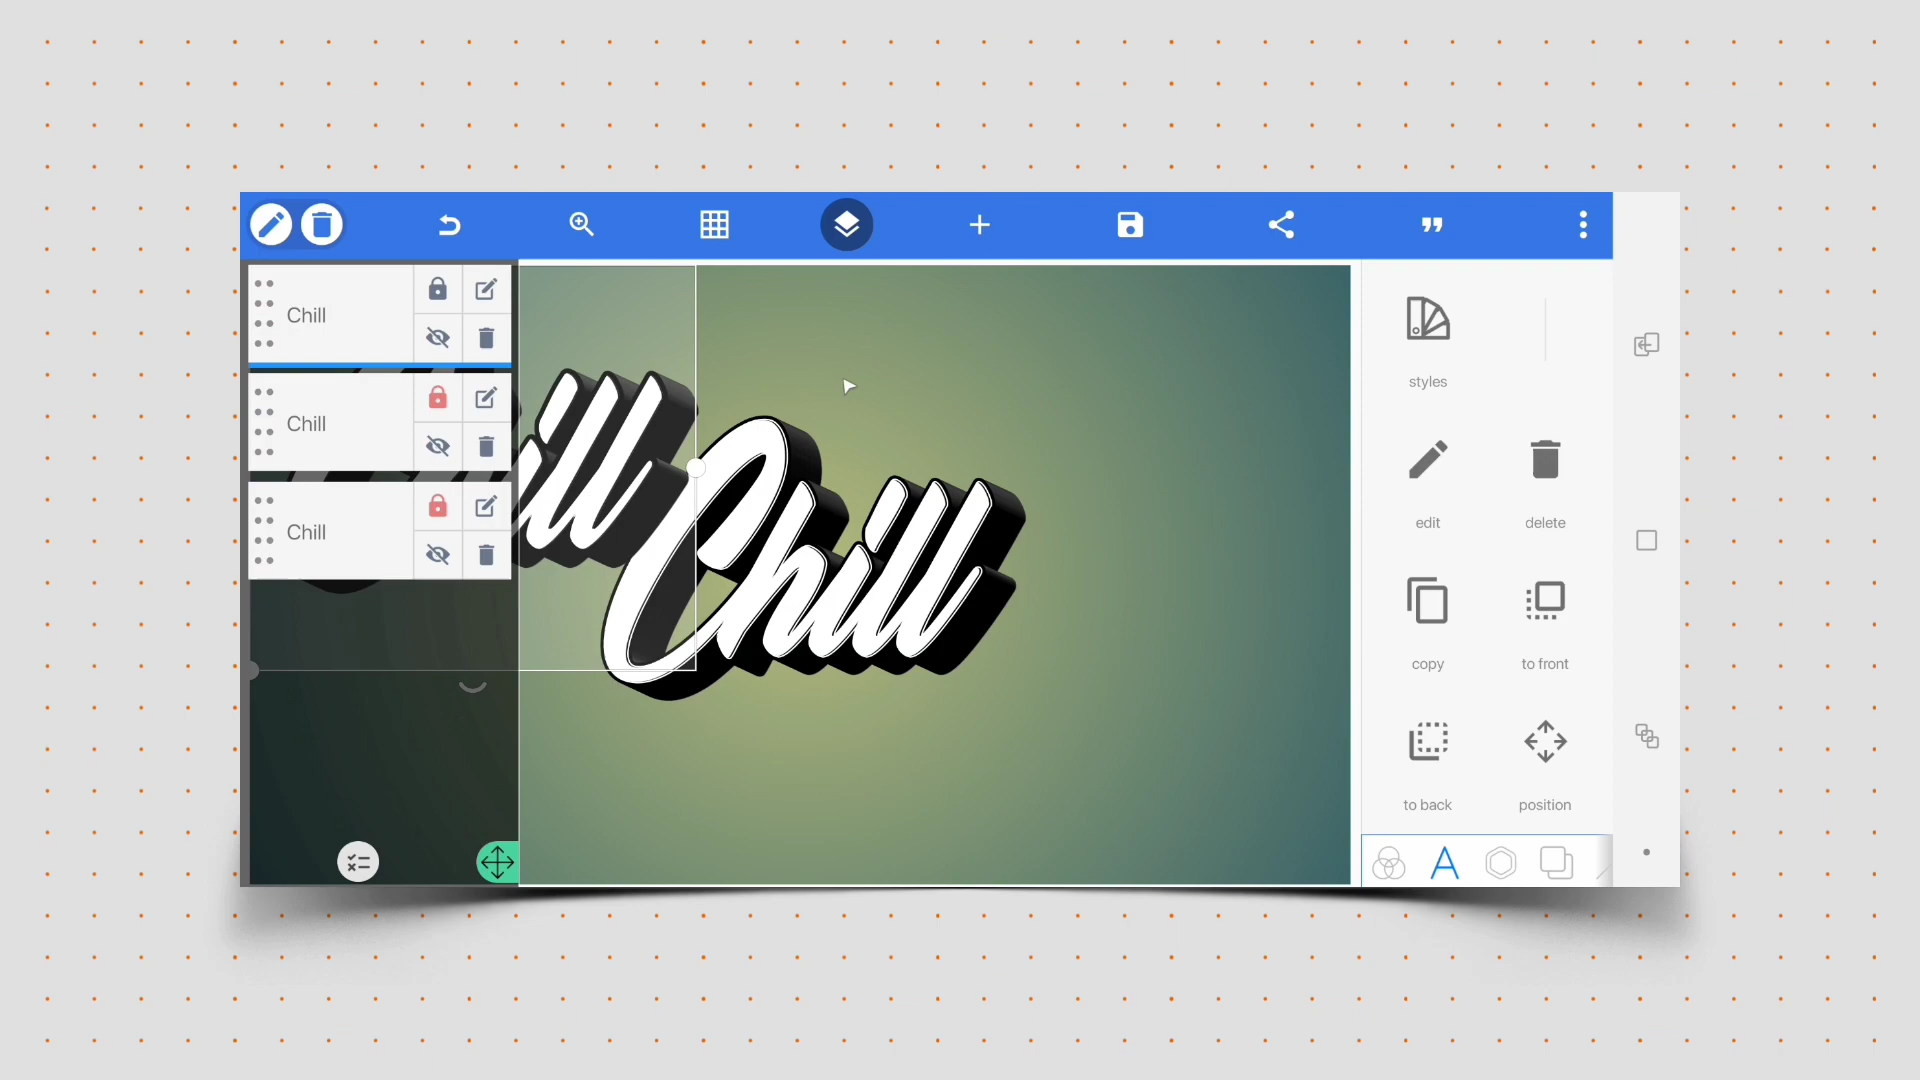 Chill
Chill
Chill
ill
Chill
styles
edit
delete
copy
to front
to back
position